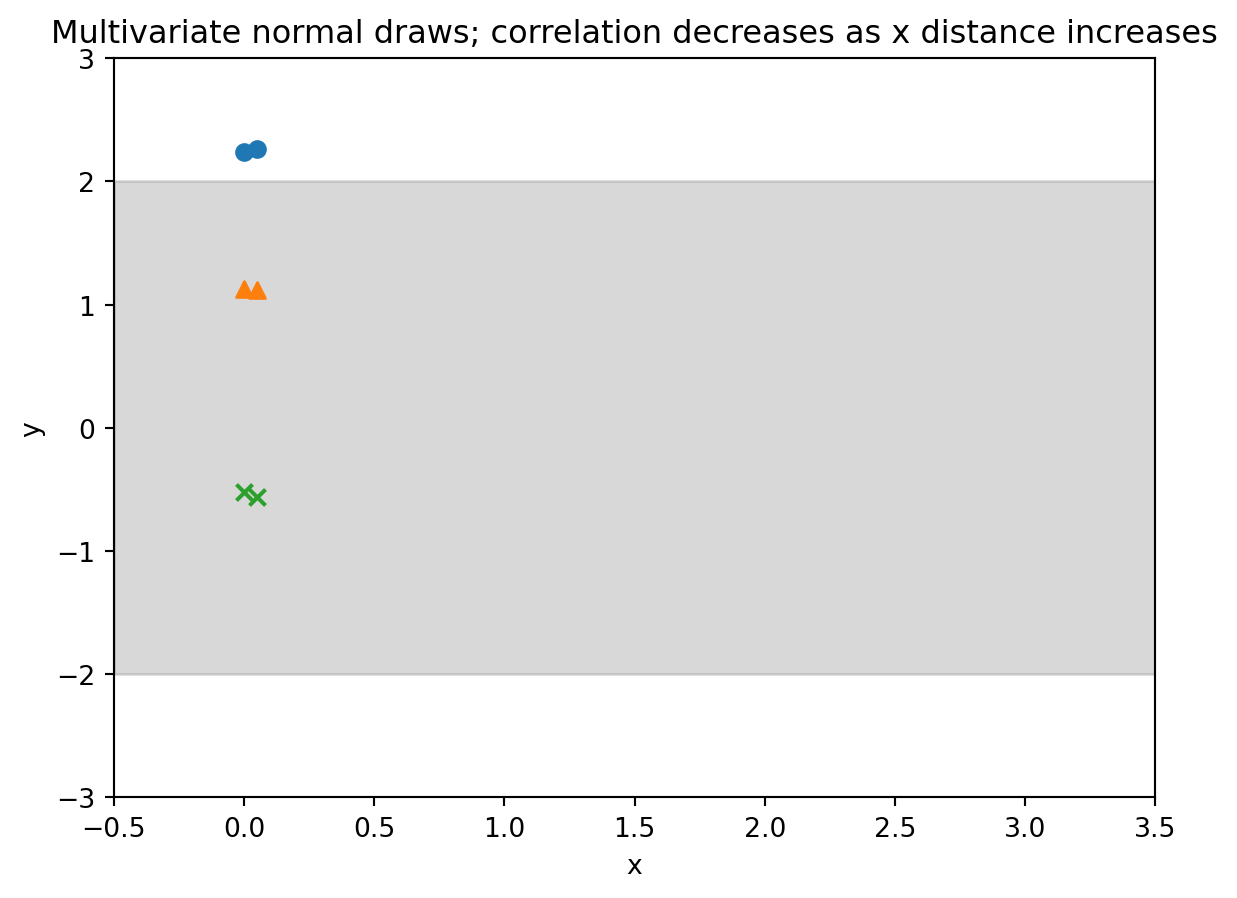 Multivariate normal draws; correlation decreases as x distance increases
3
2
1
0
−1
−2
−3
y
−0.5 0.0 0.5 1.0 1.5 2.0 2.5 3.0 3.5
x